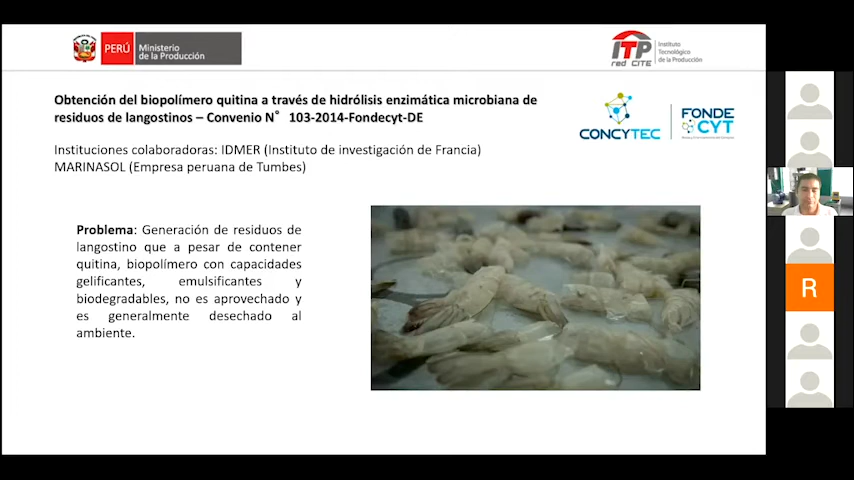 PERÚ
Ministerio
de la Producción
ITP
red CITE
Instituto
Tecnológico
de la Producción
Obtención del biopolímero quitina a través de hidrólisis enzimática microbiana de
residuos de langostinos – Convenio N° 103-2014-Fondecyt-DE
CONCYTEC
FONDE
CYT
Instituciones colaboradoras: IDMER (Instituto de investigación de Francia)
MARINASOL (Empresa peruana de Tumbes)
Problema: Generación de residuos de
langostino que a pesar de contener
quitina, biopolímero con capacidades
gelificantes, emulsificantes y
biodegradables, no es aprovechado y
es generalmente desechado al
ambiente.
R